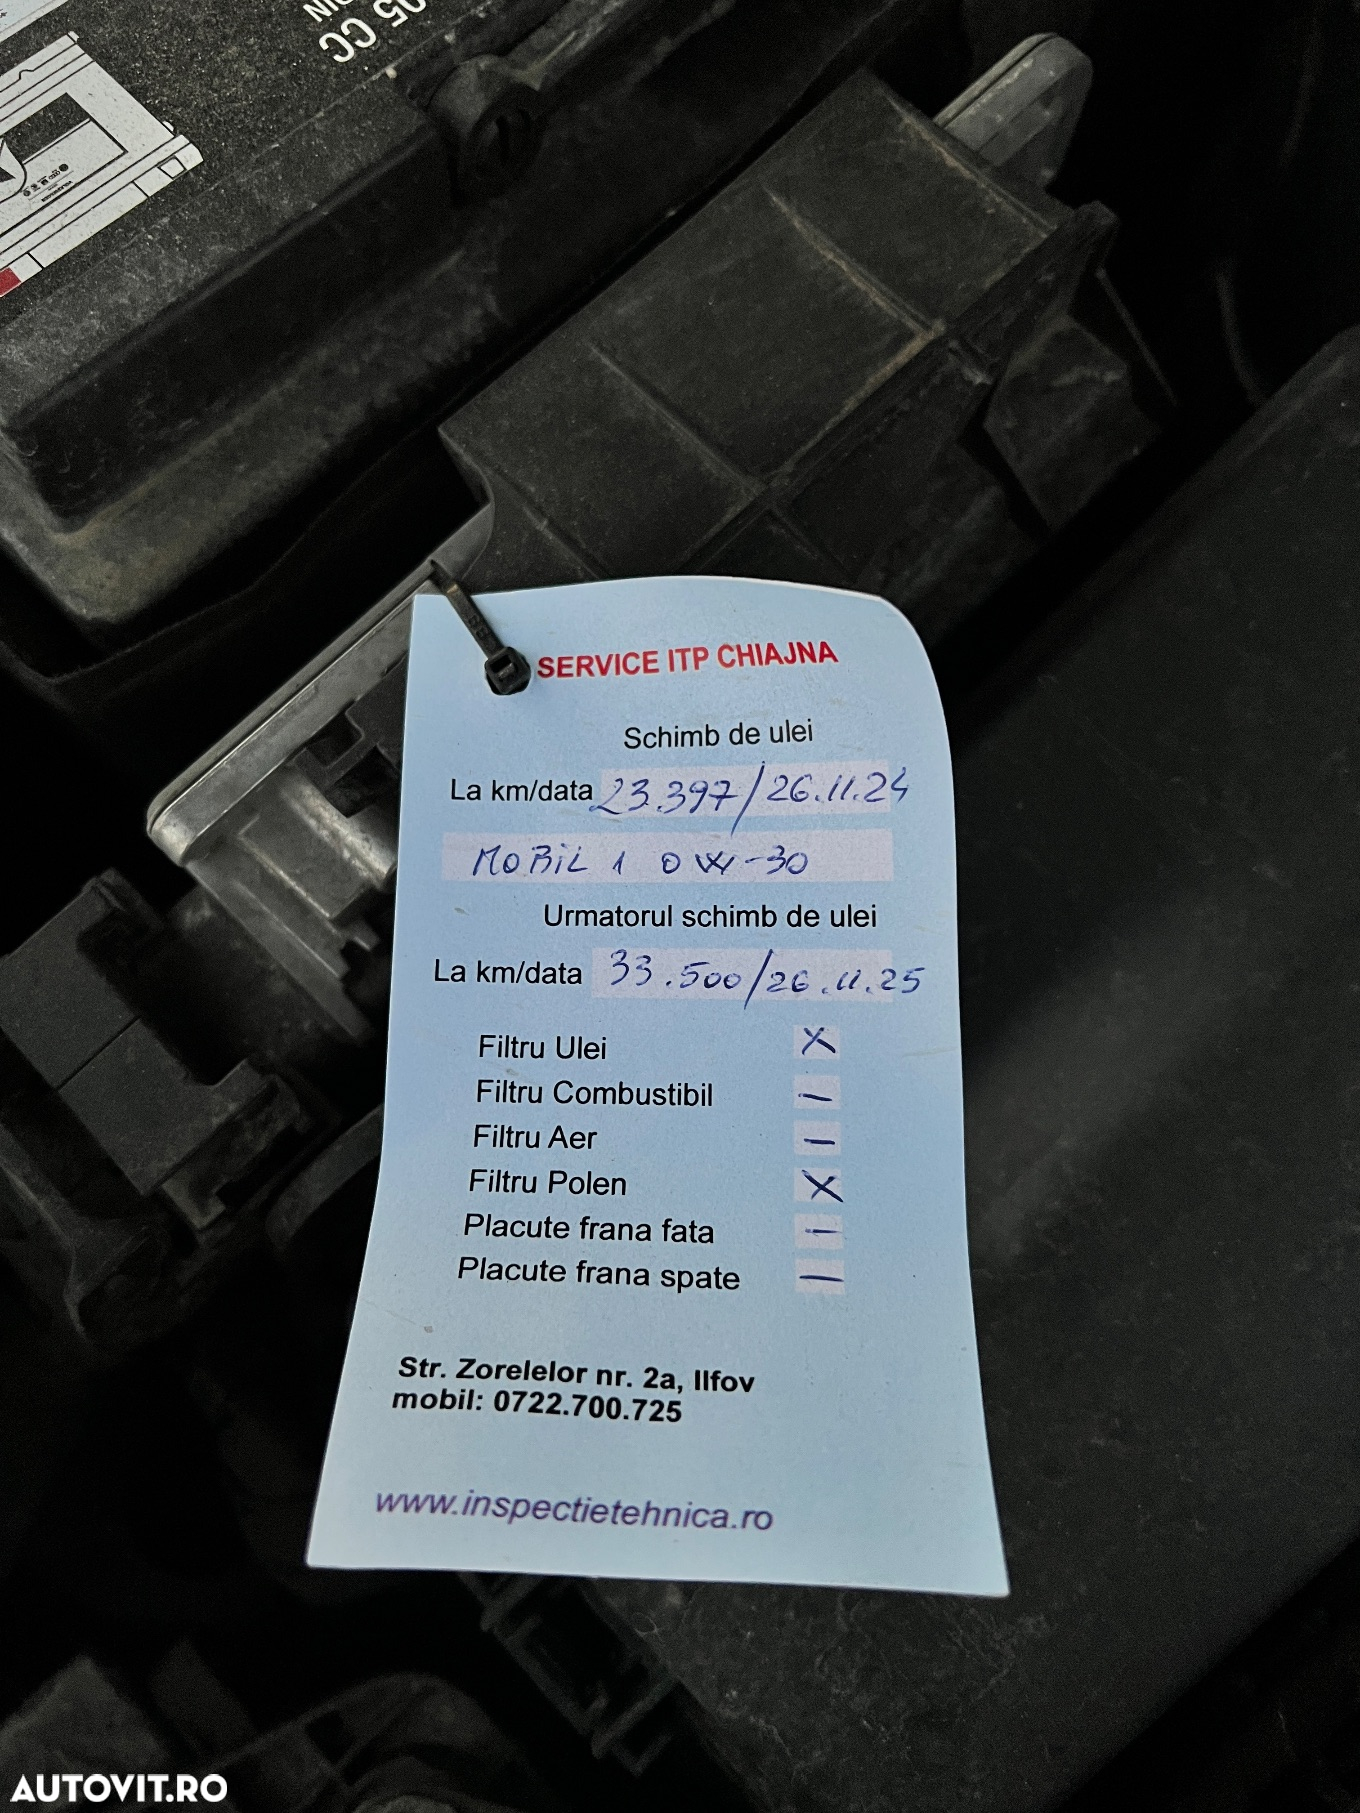 05 CC
DIN
SERVICE ITP CHIAJNA
Schimb de ulei
La km/data 23.397/26.11.24
MOBIL 1 0W-30
Urmatorul schimb de ulei
La km/data 33.500/26.11.25
Filtru Ulei X
Filtru Combustibil –
Filtru Aer –
Filtru Polen X
Placute frana fata –
Placute frana spate –
Str. Zorelelor nr. 2a, Ilfov
mobil: 0722.700.725
www.inspectietehnica.ro
AUTOVIT.RO